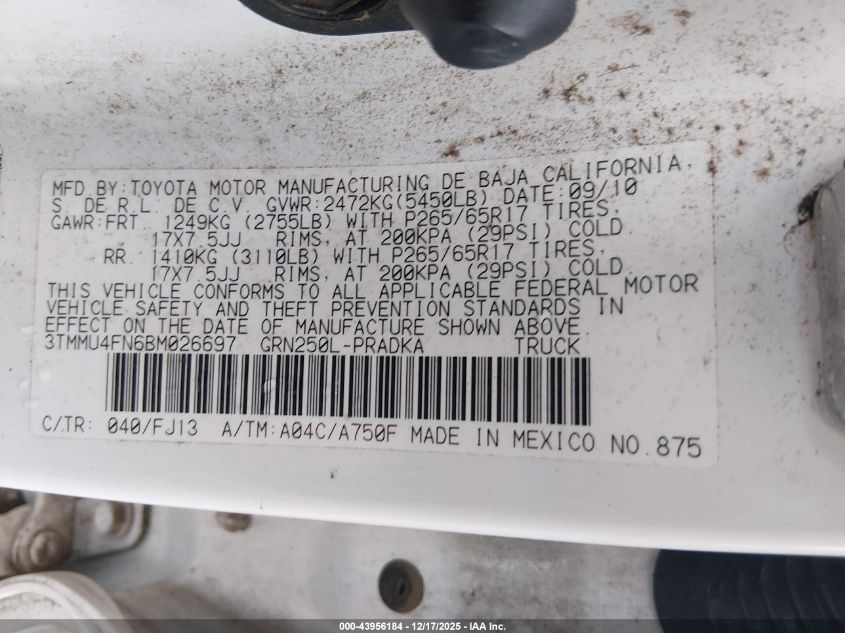 MFD BY:TOYOTA MOTOR MANUFACTURING DE BAJA CALIFORNIA,
S. DE R.L. DE C.V. GVWR:2472KG(5450LB) DATE:09/10
GAWR:FRT. 1249KG (2755LB) WITH P265/65R17 TIRES,
17X7.5JJ RIMS, AT 200KPA (29PSI) COLD
RR. 1410KG (3110LB) WITH P265/65R17 TIRES,
17X7.5JJ RIMS, AT 200KPA (29PSI) COLD
THIS VEHICLE CONFORMS TO ALL APPLICABLE FEDERAL MOTOR
VEHICLE SAFETY AND THEFT PREVENTION STANDARDS IN
EFFECT ON THE DATE OF MANUFACTURE SHOWN ABOVE.
3TMMU4FN6BM026697 GRN250L-PRADKA TRUCK
C/TR: 040/FJ13 A/TM:A04C/A750F MADE IN MEXICO NO.875
000-43956184 - 12/17/2025 - IAA Inc.